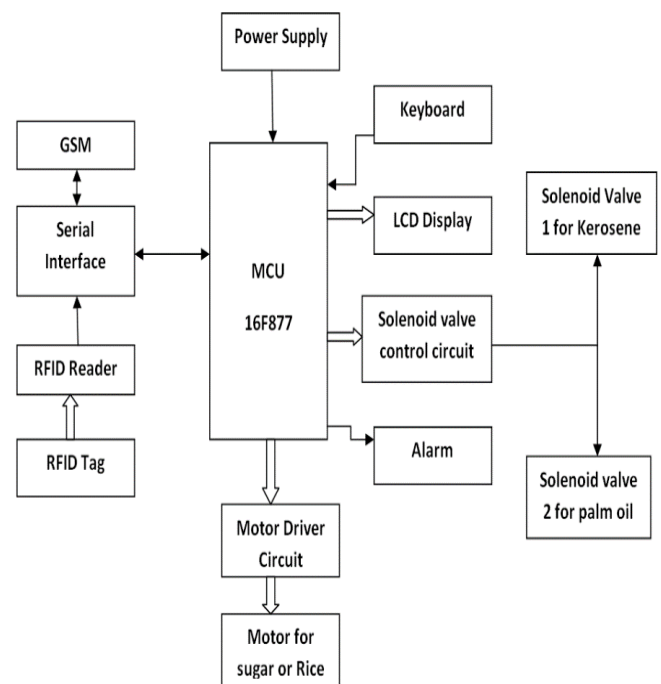 Power Supply
Keyboard
GSM
Solenoid Valve
1 for Kerosene
Serial
Interface
LCD Display
MCU
16F877
Solenoid valve
control circuit
RFID Reader
Alarm
RFID Tag
Solenoid valve
2 for palm oil
Motor Driver
Circuit
Motor for
sugar or Rice